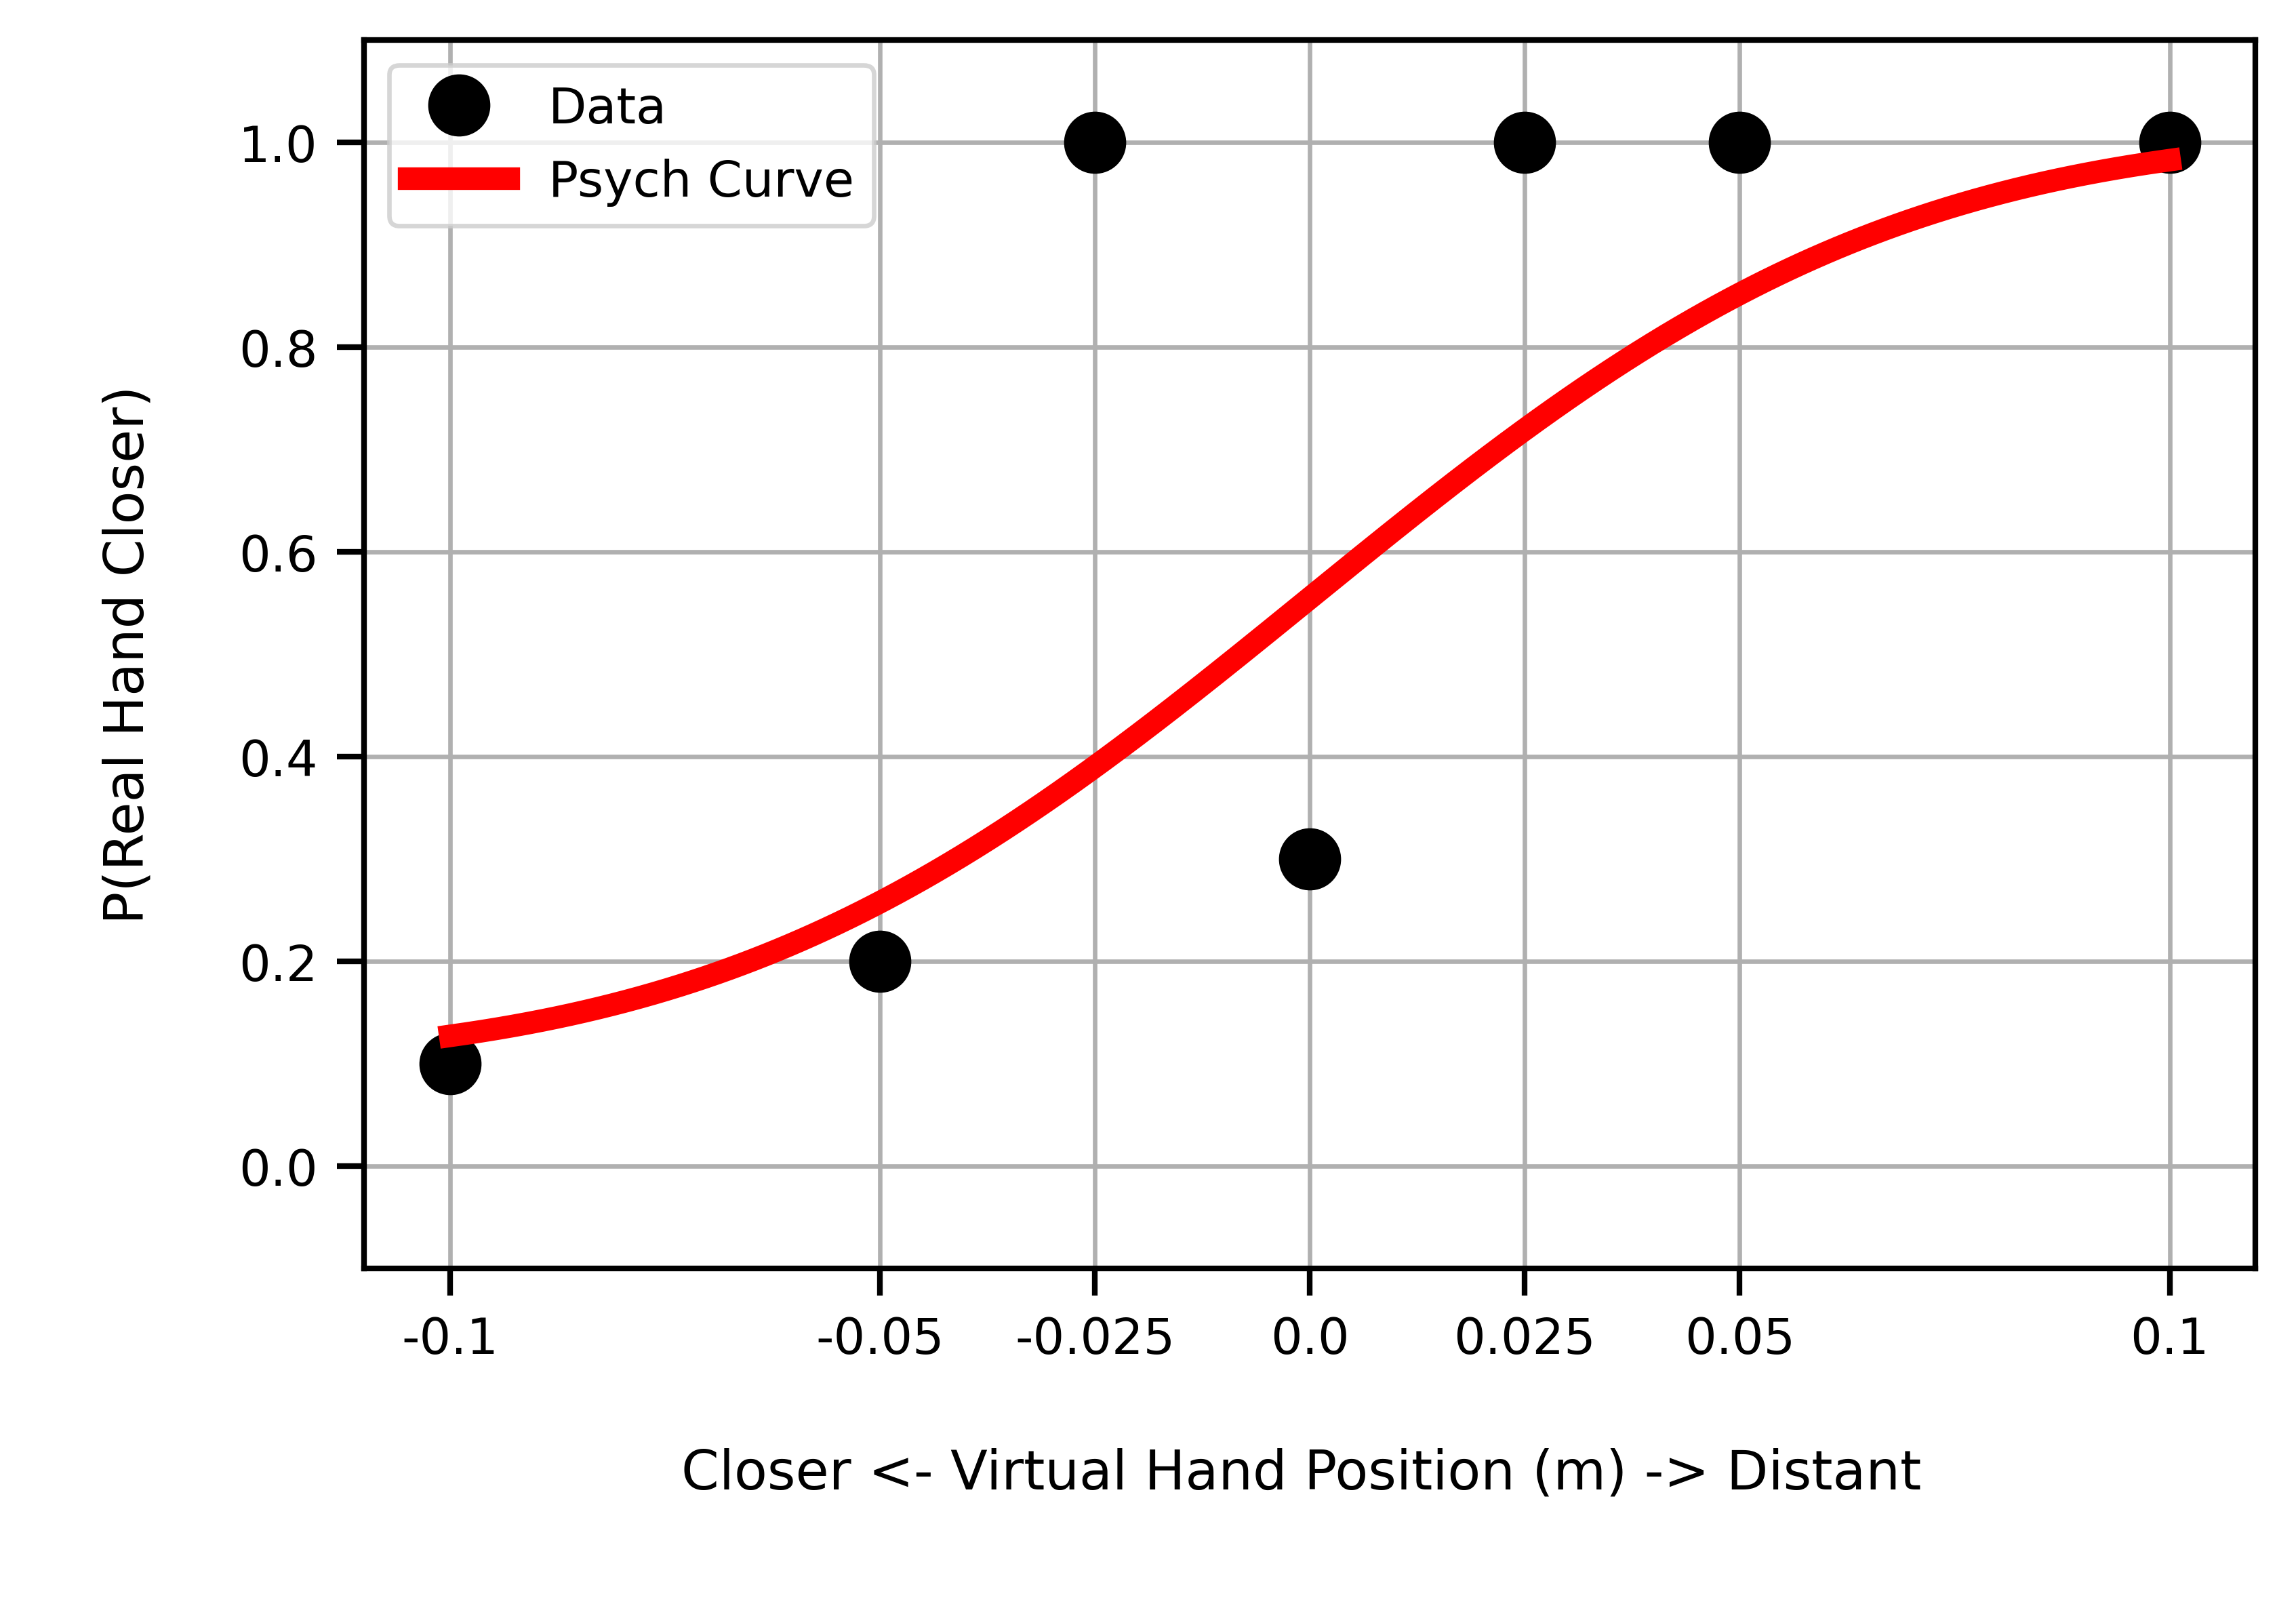 Data
Psych Curve
1.0
0.8
0.6
0.4
0.2
0.0
P(Real Hand Closer)
-0.1 -0.05 -0.025 0.0 0.025 0.05 0.1
Closer <- Virtual Hand Position (m) -> Distant